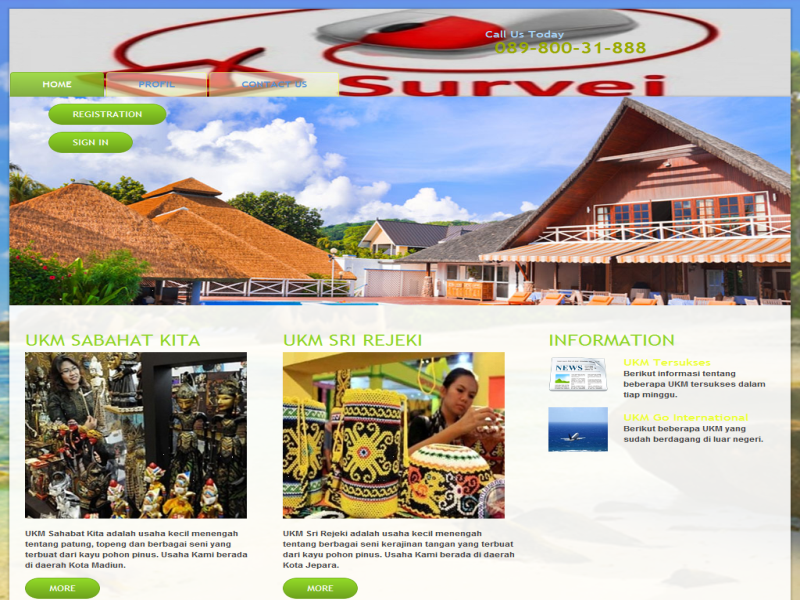 Call Us Today
089-800-31-888
HOME
PROFIL
CONTACT US
Survei
REGISTRATION
SIGN IN
UKM SABAHAT KITA
UKM Sahabat Kita adalah usaha kecil menengah
tentang patung, topeng dan berbagai seni yang
terbuat dari kayu pohon pinus. Usaha Kami berada
di daerah Kota Madiun.
MORE
UKM SRI REJEKI
UKM Sri Rejeki adalah usaha kecil menengah
tentang berbagai seni kerajinan tangan yang terbuat
dari kayu pohon pinus. Usaha Kami berada di daerah
Kota Jepara.
MORE
INFORMATION
NEWS
UKM Tersukses
Berikut informasi tentang
beberapa UKM tersukses dalam
tiap minggu.
UKM Go International
Berikut beberapa UKM yang
sudah berdagang di luar negeri.